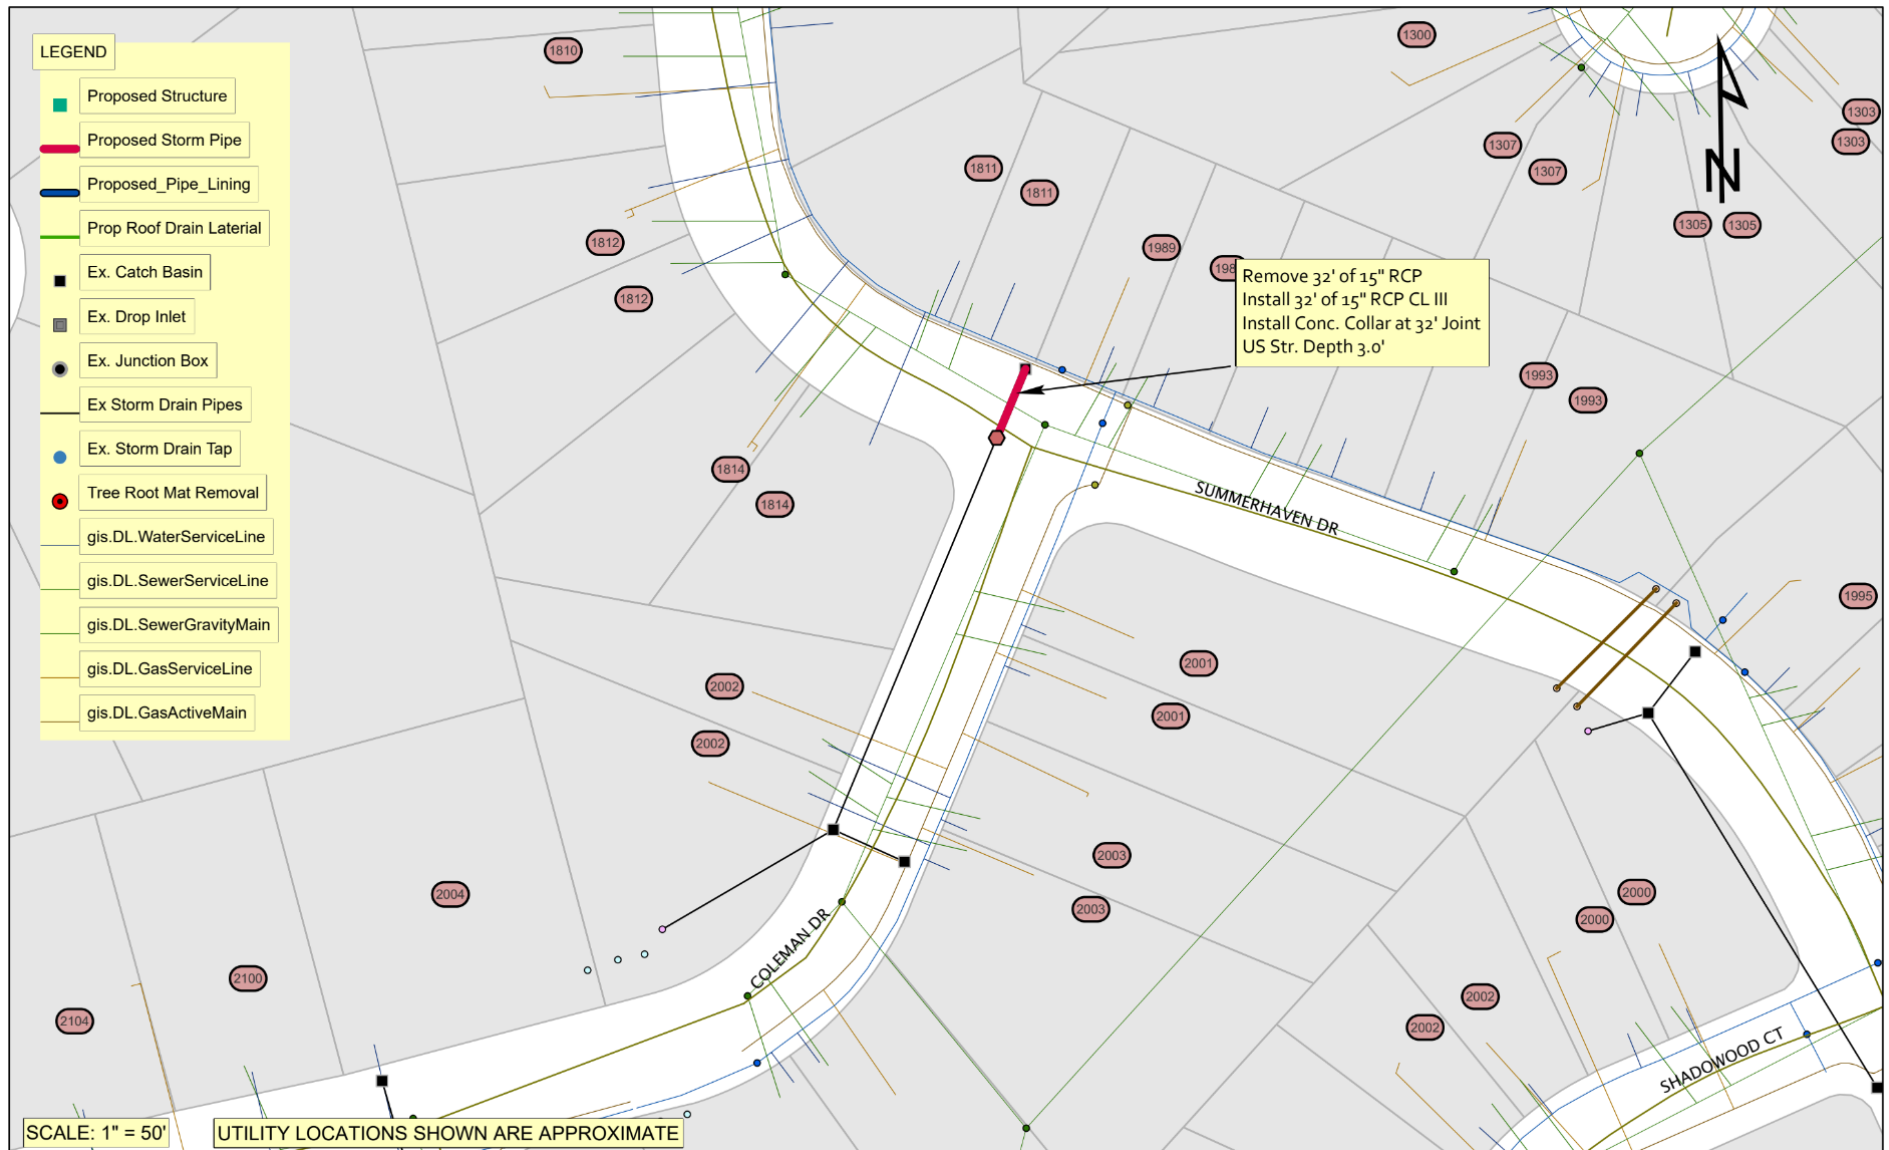 LEGEND
Proposed Structure
Proposed Storm Pipe
Proposed_Pipe_Lining
Prop Roof Drain Laterial
Ex. Catch Basin
Ex. Drop Inlet
Ex. Junction Box
Ex Storm Drain Pipes
Ex. Storm Drain Tap
Tree Root Mat Removal
gis.DL.WaterServiceLine
gis.DL.SewerServiceLine
gis.DL.SewerGravityMain
gis.DL.GasServiceLine
gis.DL.GasActiveMain
1810
1300
1303
1303
1307
1307
1811
1811
1305
1305
N
1812
1812
1989
198
Remove 32' of 15" RCP
Install 32' of 15" RCP CL III
Install Conc. Collar at 32' Joint
US Str. Depth 3.0'
1993
1993
1814
1814
SUMMERHAVEN DR
1995
2001
2001
2002
2002
2003
2003
2004
2000
2000
COLEMAN DR
2100
2104
2002
2002
SHADOWOOD CT
SCALE: 1" = 50'
UTILITY LOCATIONS SHOWN ARE APPROXIMATE